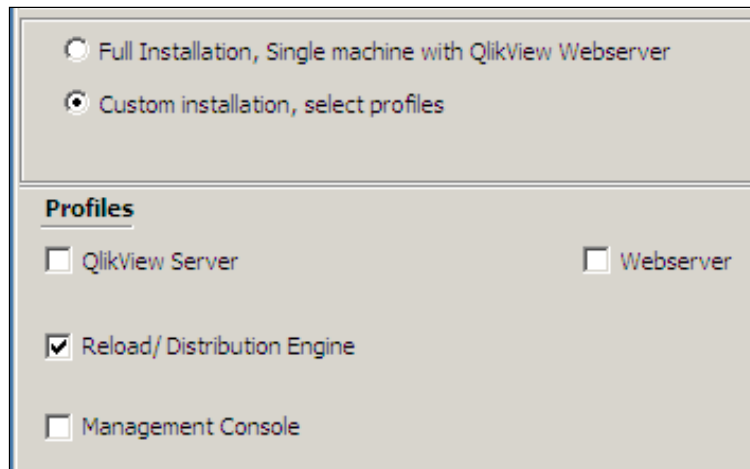 Full Installation, Single machine with QlikView Webserver
Custom installation, select profiles
Profiles
QlikView Server
Webserver
Reload/ Distribution Engine
Management Console